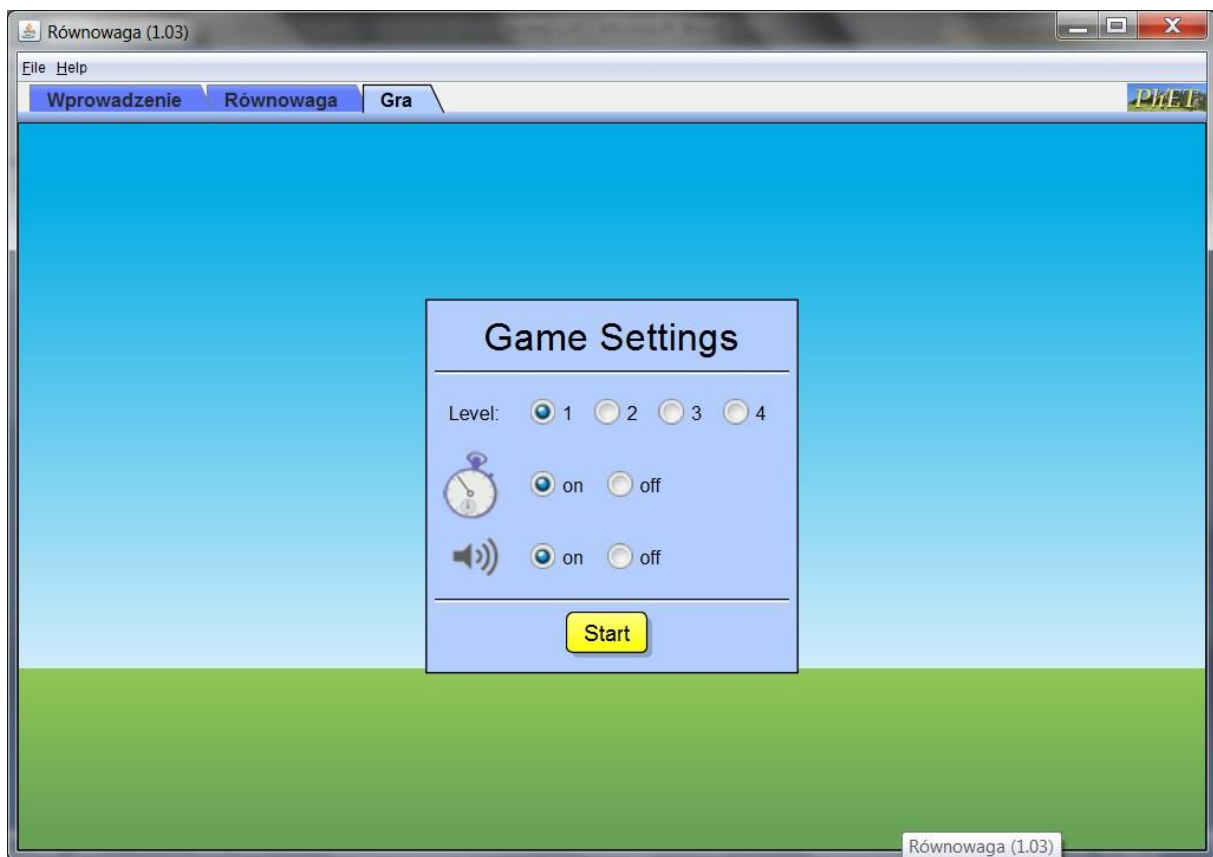 Równowaga (1.03)
File Help
Wprowadzenie Równowaga Gra
PhET
Game Settings
Level: 1 2 3 4
on off
on off
Start
Równowaga (1.03)